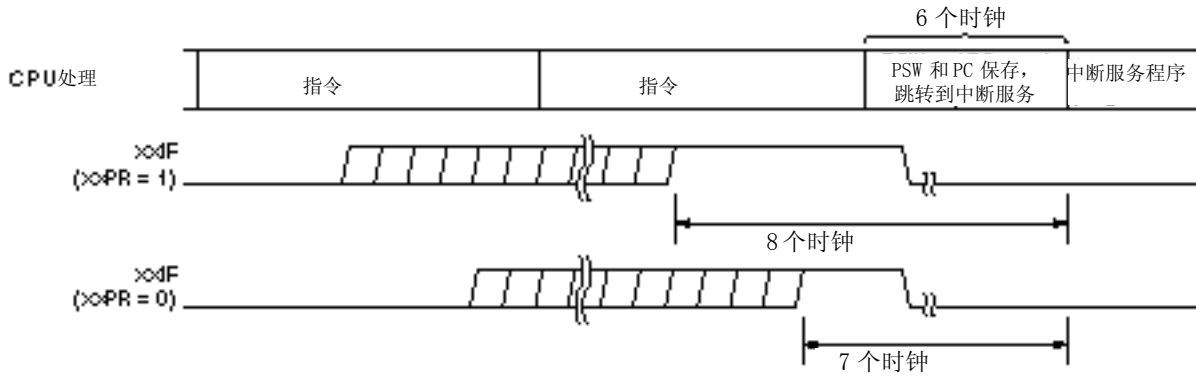 6 个时钟
CPU处理
指令
指令
PSW 和 PC 保存，
跳转到中断服务
中断服务程序
××IF
(××PR = 1)
8 个时钟
××IF
(××PR = 0)
7 个时钟